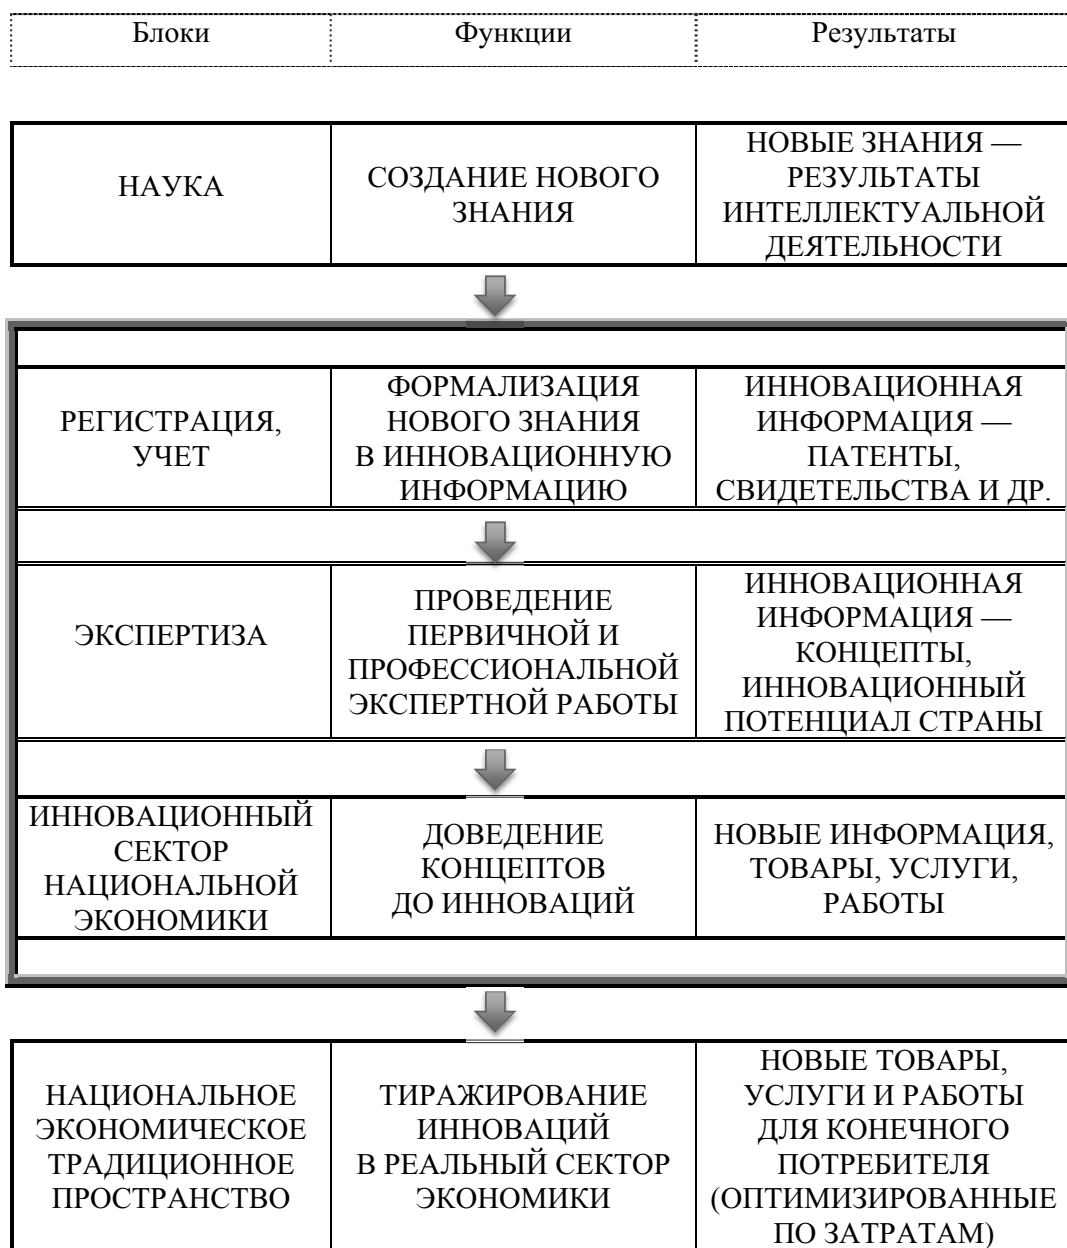 Блоки
Функции
Результаты
НАУКА
СОЗДАНИЕ НОВОГО
ЗНАНИЯ
НОВЫЕ ЗНАНИЯ —
РЕЗУЛЬТАТЫ
ИНТЕЛЛЕКТУАЛЬНОЙ
ДЕЯТЕЛЬНОСТИ
РЕГИСТРАЦИЯ,
УЧЕТ
ФОРМАЛИЗАЦИЯ
НОВОГО ЗНАНИЯ
В ИННОВАЦИОННУЮ
ИНФОРМАЦИЮ
ИННОВАЦИОННАЯ
ИНФОРМАЦИЯ —
ПАТЕНТЫ,
СВИДЕТЕЛЬСТВА И ДР.
ЭКСПЕРТИЗА
ПРОВЕДЕНИЕ
ПЕРВИЧНОЙ И
ПРОФЕССИОНАЛЬНОЙ
ЭКСПЕРТНОЙ РАБОТЫ
ИННОВАЦИОННАЯ
ИНФОРМАЦИЯ —
КОНЦЕПТЫ,
ИННОВАЦИОННЫЙ
ПОТЕНЦИАЛ СТРАНЫ
ИННОВАЦИОННЫЙ
СЕКТОР
НАЦИОНАЛЬНОЙ
ЭКОНОМИКИ
ДОВЕДЕНИЕ
КОНЦЕПТОВ
ДО ИННОВАЦИЙ
НОВЫЕ ИНФОРМАЦИЯ,
ТОВАРЫ, УСЛУГИ,
РАБОТЫ
НАЦИОНАЛЬНОЕ
ЭКОНОМИЧЕСКОЕ
ТРАДИЦИОННОЕ
ПРОСТРАНСТВО
ТИРАЖИРОВАНИЕ
ИННОВАЦИЙ
В РЕАЛЬНЫЙ СЕКТОР
ЭКОНОМИКИ
НОВЫЕ ТОВАРЫ,
УСЛУГИ И РАБОТЫ
ДЛЯ КОНЕЧНОГО
ПОТРЕБИТЕЛЯ
(ОПТИМИЗИРОВАННЫЕ
ПО ЗАТРАТАМ)